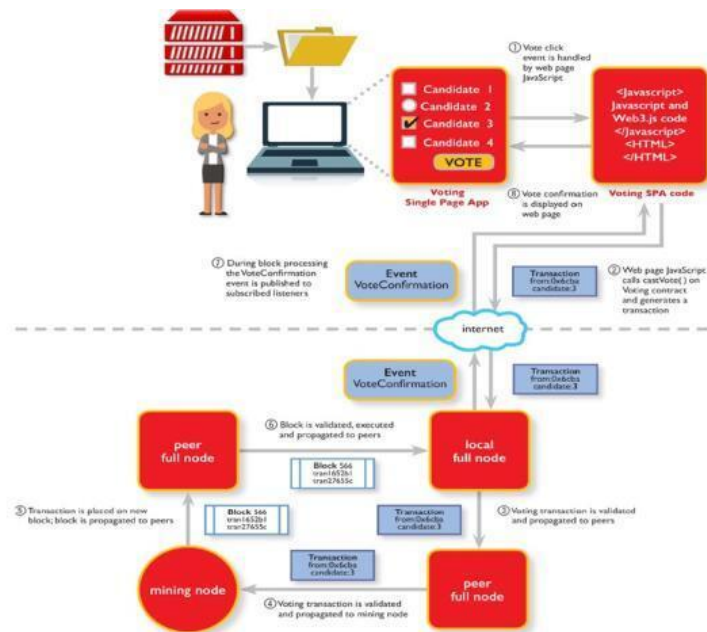 ① Vote click
event is handled
by web page
JavaScript
Candidate 1
Candidate 2
Candidate 3
Candidate 4
VOTE
Voting
Single Page App
<Javascript>
Javascript and
Web3.js code
</Javascript>
<HTML>
</HTML>
Voting SPA code
⑧ Vote confirmation
is displayed on
web page
⑦ During block processing
the VoteConfirmation
event is published to
subscribed listeners
Event
VoteConfirmation
Transaction
from:0x6cba
candidate:3
② Web page JavaScript
calls castVote( ) on
Voting contract
and generates a
transaction
internet
Event
VoteConfirmation
Transaction
from:0x6cba
candidate:3
⑥ Block is validated, executed
and propagated to peers
peer
full node
local
full node
Block 566
tran1652b1
tran27655c
⑤ Transaction is placed on new
block; block is propagated to peers
Block 566
tran1652b1
tran27655c
Transaction
from:0x6cba
candidate:3
③ Voting transaction is validated
and propagated to peers
Transaction
from:0x6cba
candidate:3
mining node
peer
full node
④ Voting transaction is validated
and propagated to mining node